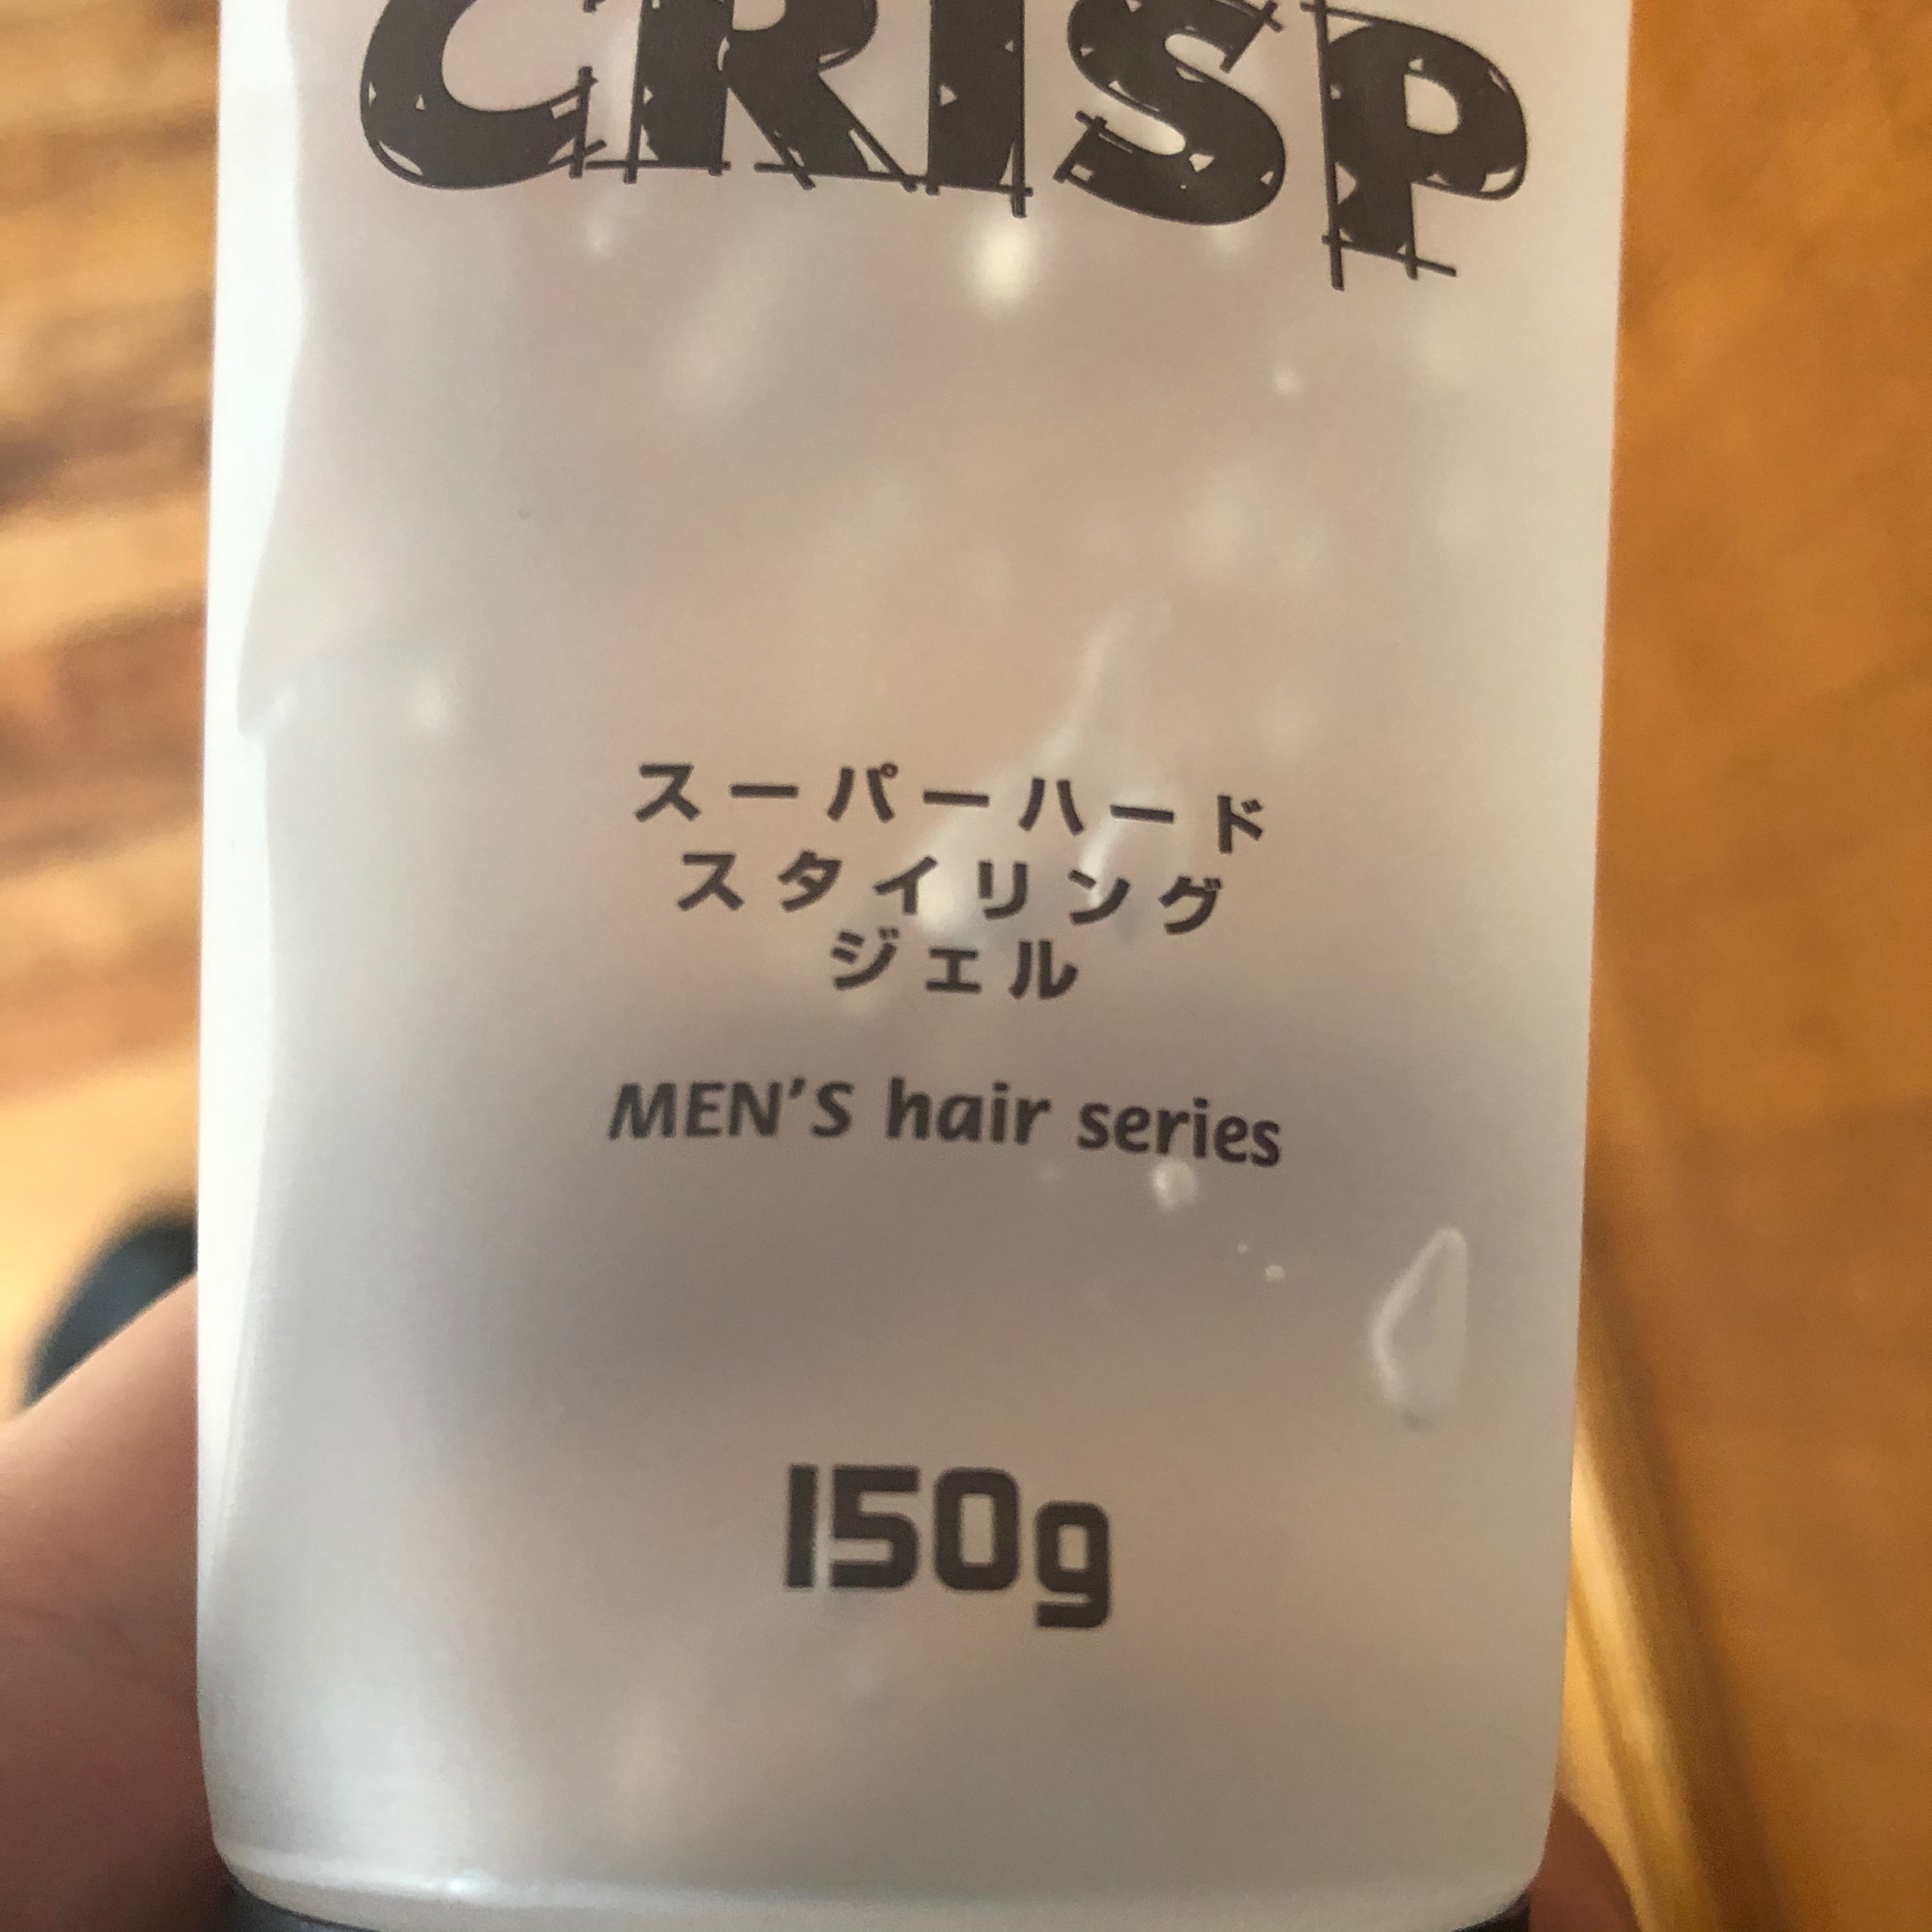 CRISP
スーパーハード
スタイリング
ジェル
MEN'S hair series
150g